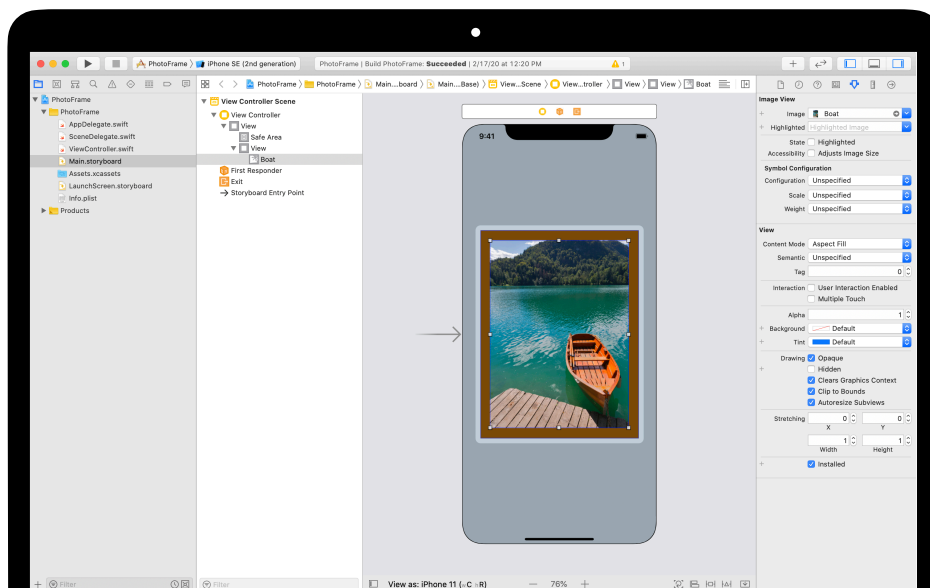 PhotoFrame iPhone SE (2nd generation) PhotoFrame | Build PhotoFrame: Succeeded | 2/17/20 at 12:20 PM 1
PhotoFrame PhotoFrame Main....board Main....Base) View...Scene View...troller View View Boat
PhotoFrame
PhotoFrame
AppDelegate.swift
SceneDelegate.swift
ViewController.swift
Main.storyboard
Assets.xcassets
LaunchScreen.storyboard
Info.plist
Products
Filter
View Controller Scene
View Controller
View
Safe Area
View
Boat
First Responder
Exit
Storyboard Entry Point
Filter
9:41
View as: iPhone 11 (wC hR) 76%
Image View
Image Boat
Highlighted Highlighted Image
State Highlighted
Accessibility Adjusts Image Size
Symbol Configuration
Configuration Unspecified
Scale Unspecified
Weight Unspecified
View
Content Mode Aspect Fill
Semantic Unspecified
Tag 0
Interaction User Interaction Enabled
Multiple Touch
Alpha 1
Background Default
Tint Default
Drawing Opaque
Hidden
Clears Graphics Context
Clip to Bounds
Autoresize Subviews
Stretching 0 0
X Y
1 1
Width Height
Installed